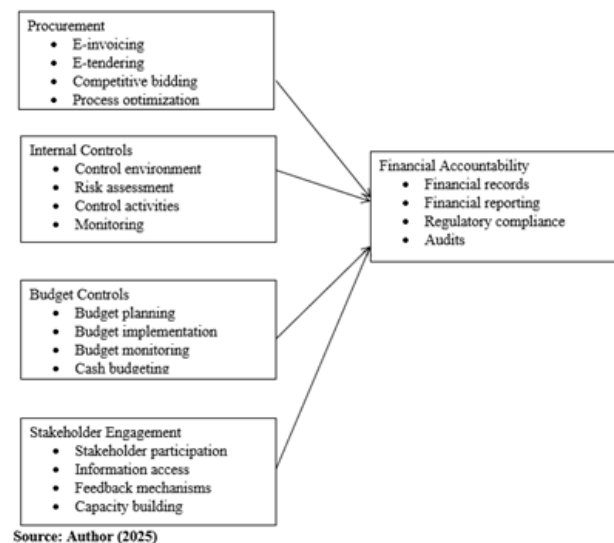 Procurement
• E-invoicing
• E-tendering
• Competitive bidding
• Process optimization
Internal Controls
• Control environment
• Risk assessment
• Control activities
• Monitoring
Budget Controls
• Budget planning
• Budget implementation
• Budget monitoring
• Cash budgeting
Stakeholder Engagement
• Stakeholder participation
• Information access
• Feedback mechanisms
• Capacity building
Financial Accountability
• Financial records
• Financial reporting
• Regulatory compliance
• Audits
Source: Author (2025)